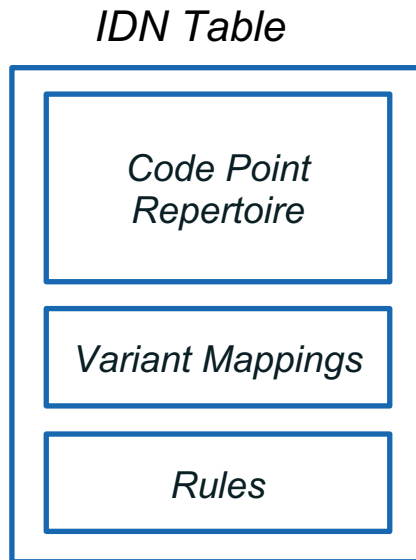 IDN Table
Code Point
Repertoire
Variant Mappings
Rules